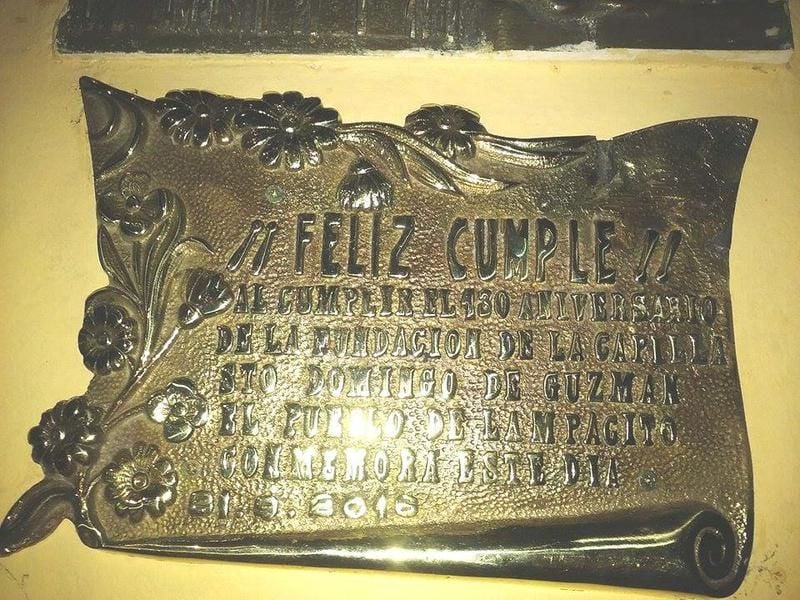 ¡¡ FELIZ CUMPLE !!
AL CUMPLIR EL 430 ANIVERSARIO
DE LA FUNDACION DE LA CAPILLA
STO DOMINGO DE GUZMAN
EL PUEBLO DE LAMPACITO
CONMEMORA ESTE DIA